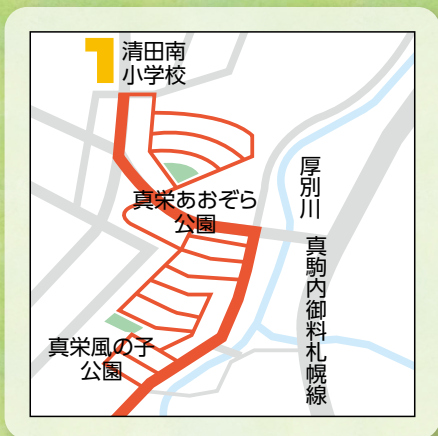 清田南
小学校
真栄あおぞら
公園
厚別川
真駒内御料札幌線
真栄風の子
公園